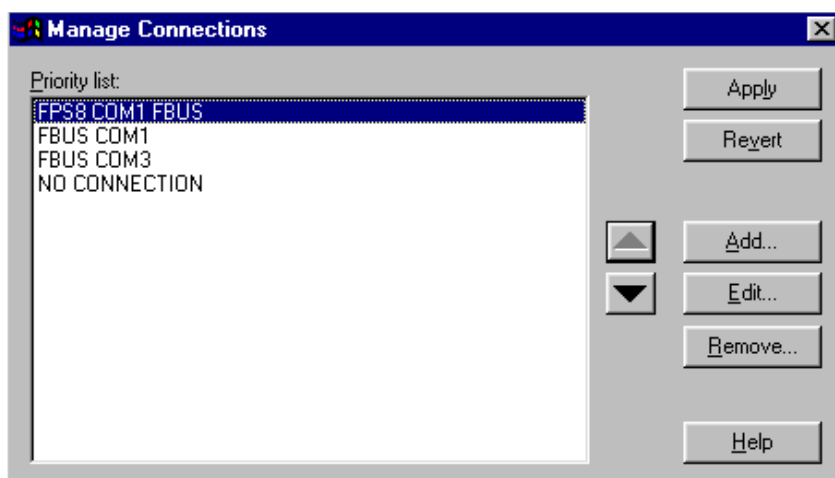 Manage Connections
Priority list:
FPS8 COM1 FBUS
FBUS COM1
FBUS COM3
NO CONNECTION
Apply
Revert
Add...
Edit...
Remove...
Help